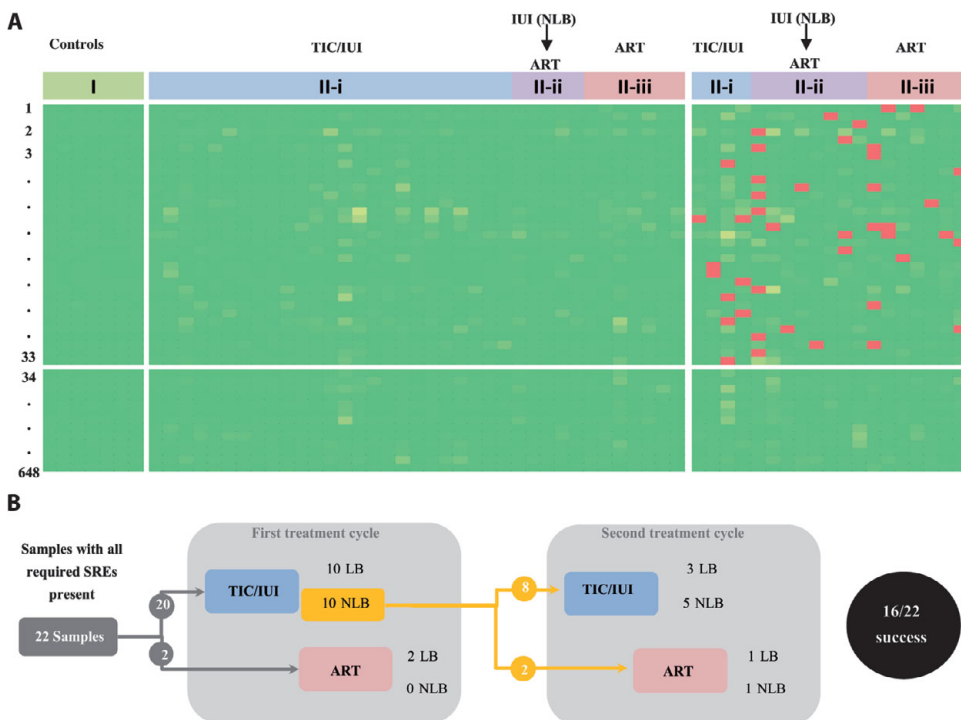 A
Controls
TIC/IUI
IUI (NLB)
ART
ART
TIC/IUI
IUI (NLB)
ART
ART
I
II-i
II-ii
II-iii
II-i
II-ii
II-iii
1
2
3
.
.
.
.
.
.
33
34
.
.
.
648
B
Samples with all
required SREs
present
22 Samples
20
2
First treatment cycle
TIC/IUI
10 LB
10 NLB
ART
2 LB
0 NLB
8
2
Second treatment cycle
TIC/IUI
3 LB
5 NLB
ART
1 LB
1 NLB
16/22
success